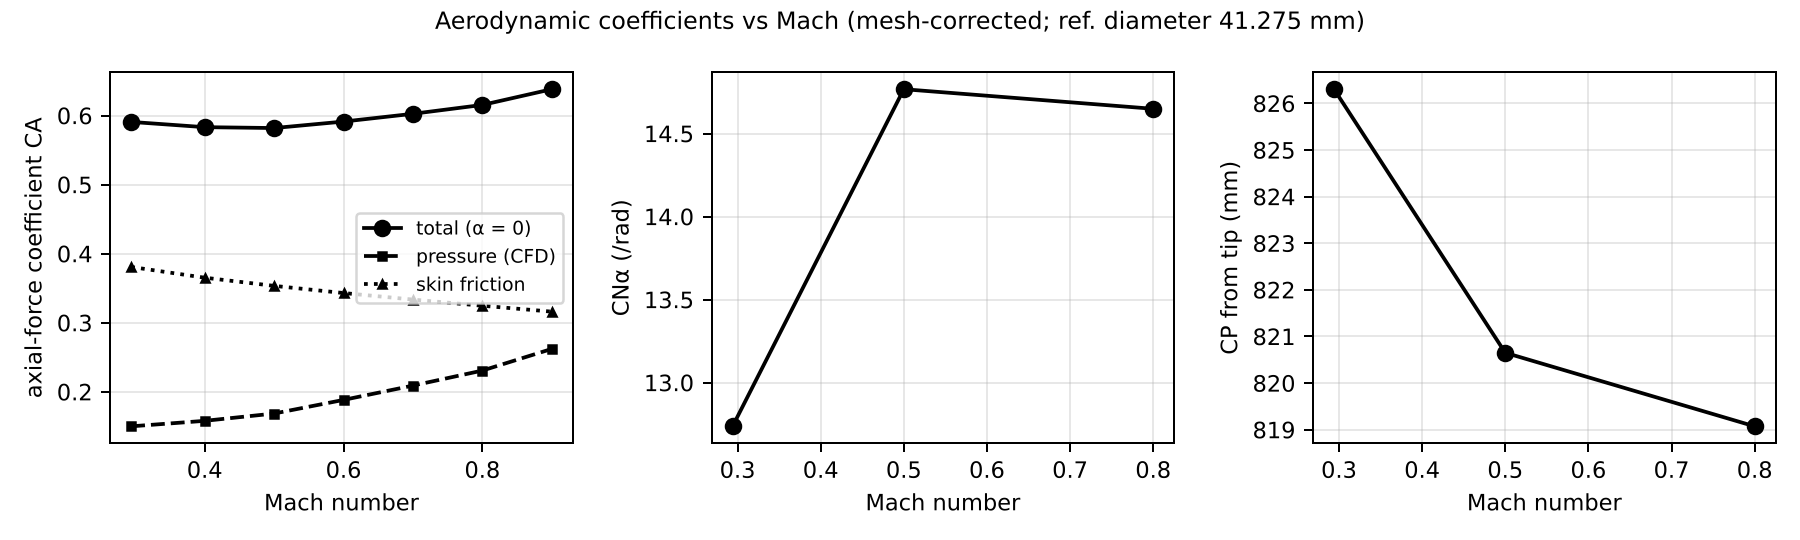 Aerodynamic coefficients vs Mach (mesh-corrected; ref. diameter 41.275 mm)
axial-force coefficient CA
0.6
0.5
0.4
0.3
0.2
total (α = 0)
pressure (CFD)
skin friction
0.4 0.6 0.8
Mach number
CNα (/rad)
14.5
14.0
13.5
13.0
0.3 0.4 0.5 0.6 0.7 0.8
Mach number
CP from tip (mm)
826
825
824
823
822
821
820
819
0.3 0.4 0.5 0.6 0.7 0.8
Mach number